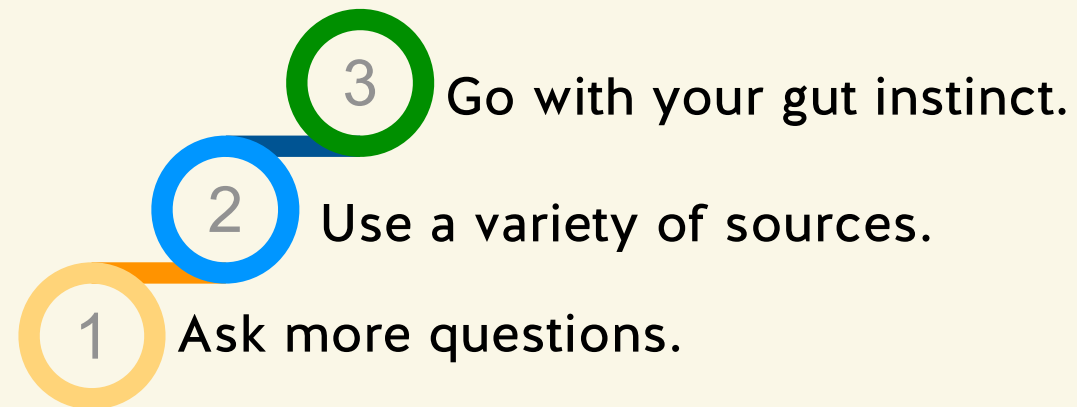 3 Go with your gut instinct.
2 Use a variety of sources.
1 Ask more questions.